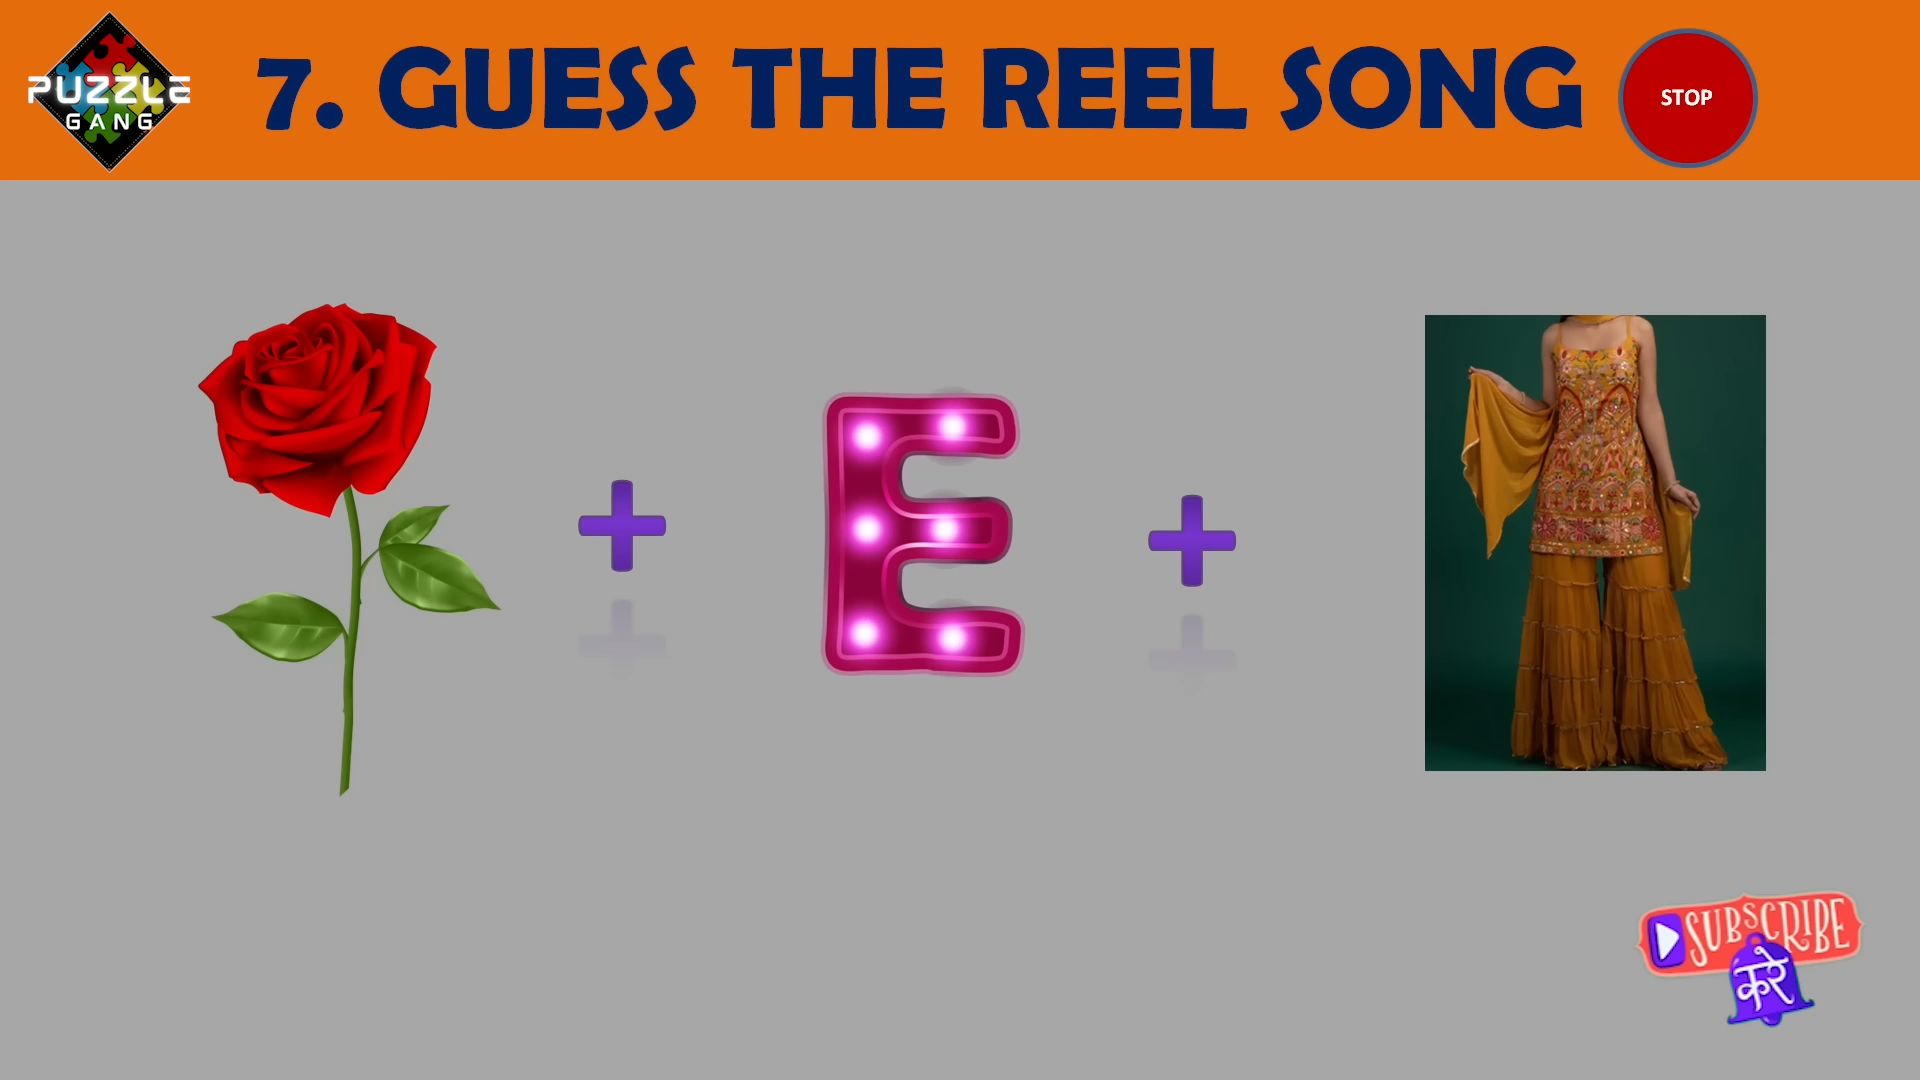 PUZZLE
GANG
7. GUESS THE REEL SONG
STOP
E
SUBSCRIBE
करे